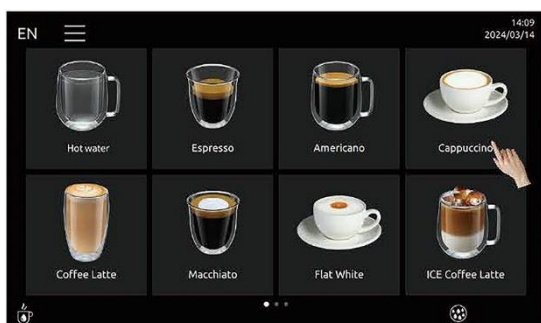 EN
14:09
2024/03/14
Hot water
Espresso
Americano
Cappuccino
Coffee Latte
Macchiato
Flat White
ICE Coffee Latte